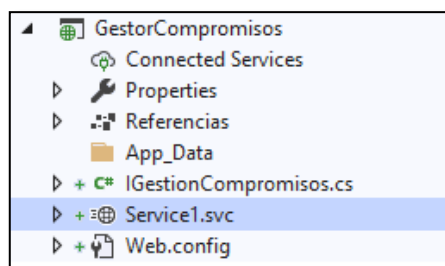 GestorCompromisos
Connected Services
Properties
Referencias
App_Data
C# IGestionCompromisos.cs
Service1.svc
Web.config